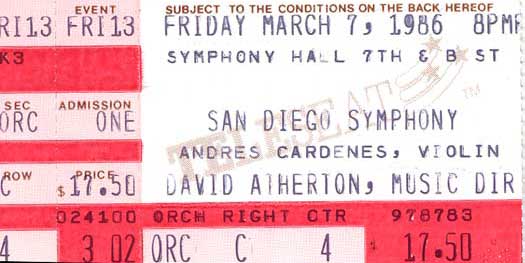 EVENT SUBJECT TO THE CONDITIONS ON THE BACK HEREOF
RI13 FRI13 FRIDAY MARCH 7, 1986 8PM
K3 SYMPHONY HALL 7TH & B ST
SEC ADMISSION
ORC ONE SAN DIEGO SYMPHONY
TELESEAT TM
ANDRES CARDENES, VIOLIN
ROW PRICE
C $17.50 DAVID ATHERTON, MUSIC DIR
024100 ORCH RIGHT CTR 978783
4 3 02 ORC C 4 17.50